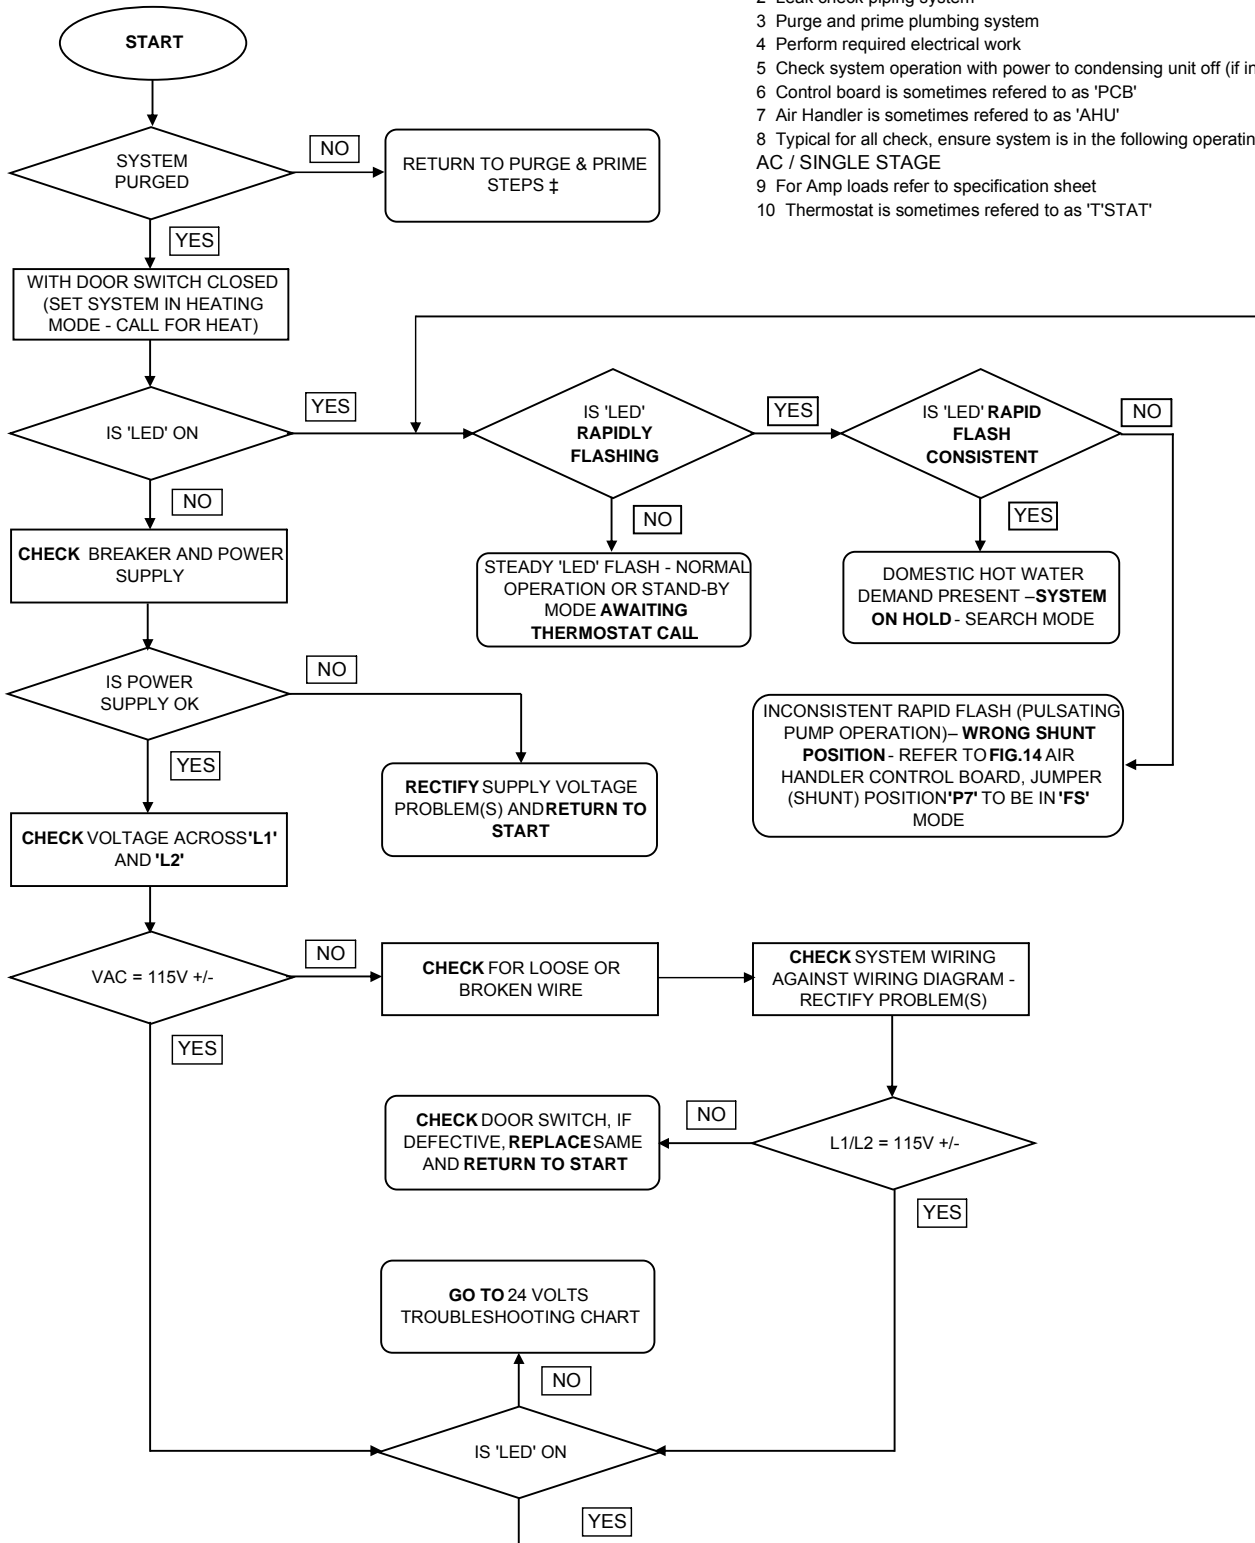 2 Leak check piping system
3 Purge and prime plumbing system
4 Perform required electrical work
5 Check system operation with power to condensing unit off (if in
6 Control board is sometimes refered to as 'PCB'
7 Air Handler is sometimes refered to as 'AHU'
8 Typical for all check, ensure system is in the following operatin
AC / SINGLE STAGE
9 For Amp loads refer to specification sheet
10 Thermostat is sometimes refered to as 'T'STAT'
START
SYSTEM
PURGED
NO
RETURN TO PURGE & PRIME
STEPS ‡
YES
WITH DOOR SWITCH CLOSED
(SET SYSTEM IN HEATING
MODE - CALL FOR HEAT)
IS 'LED' ON
YES
IS 'LED'
RAPIDLY
FLASHING
YES
IS 'LED' RAPID
FLASH
CONSISTENT
NO
NO
NO
YES
CHECK BREAKER AND POWER
SUPPLY
STEADY 'LED' FLASH - NORMAL
OPERATION OR STAND-BY
MODE AWAITING
THERMOSTAT CALL
DOMESTIC HOT WATER
DEMAND PRESENT – SYSTEM
ON HOLD - SEARCH MODE
IS POWER
SUPPLY OK
NO
YES
INCONSISTENT RAPID FLASH (PULSATING
PUMP OPERATION)– WRONG SHUNT
POSITION - REFER TO FIG.14 AIR
HANDLER CONTROL BOARD, JUMPER
(SHUNT) POSITION 'P7' TO BE IN 'FS'
MODE
RECTIFY SUPPLY VOLTAGE
PROBLEM(S) AND RETURN TO
START
CHECK VOLTAGE ACROSS 'L1'
AND 'L2'
VAC = 115V +/-
NO
CHECK FOR LOOSE OR
BROKEN WIRE
CHECK SYSTEM WIRING
AGAINST WIRING DIAGRAM -
RECTIFY PROBLEM(S)
YES
CHECK DOOR SWITCH, IF
DEFECTIVE, REPLACE SAME
AND RETURN TO START
NO
L1/L2 = 115V +/-
YES
GO TO 24 VOLTS
TROUBLESHOOTING CHART
NO
IS 'LED' ON
YES